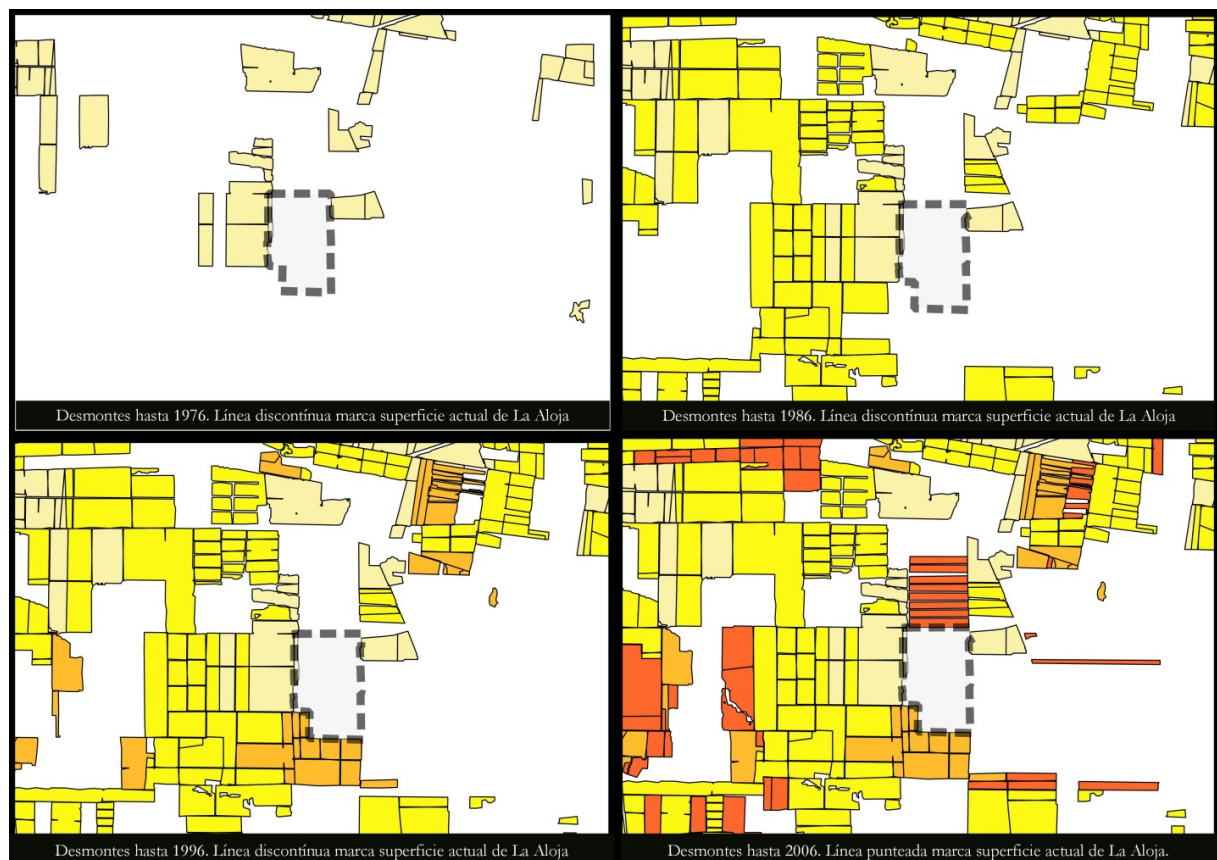 Desmontes hasta 1976. Línea discontínua marca superficie actual de La Aloja
Desmontes hasta 1986. Línea discontínua marca superficie actual de La Aloja
Desmontes hasta 1996. Línea discontínua marca superficie actual de La Aloja
Desmontes hasta 2006. Línea punteada marca superficie actual de La Aloja.